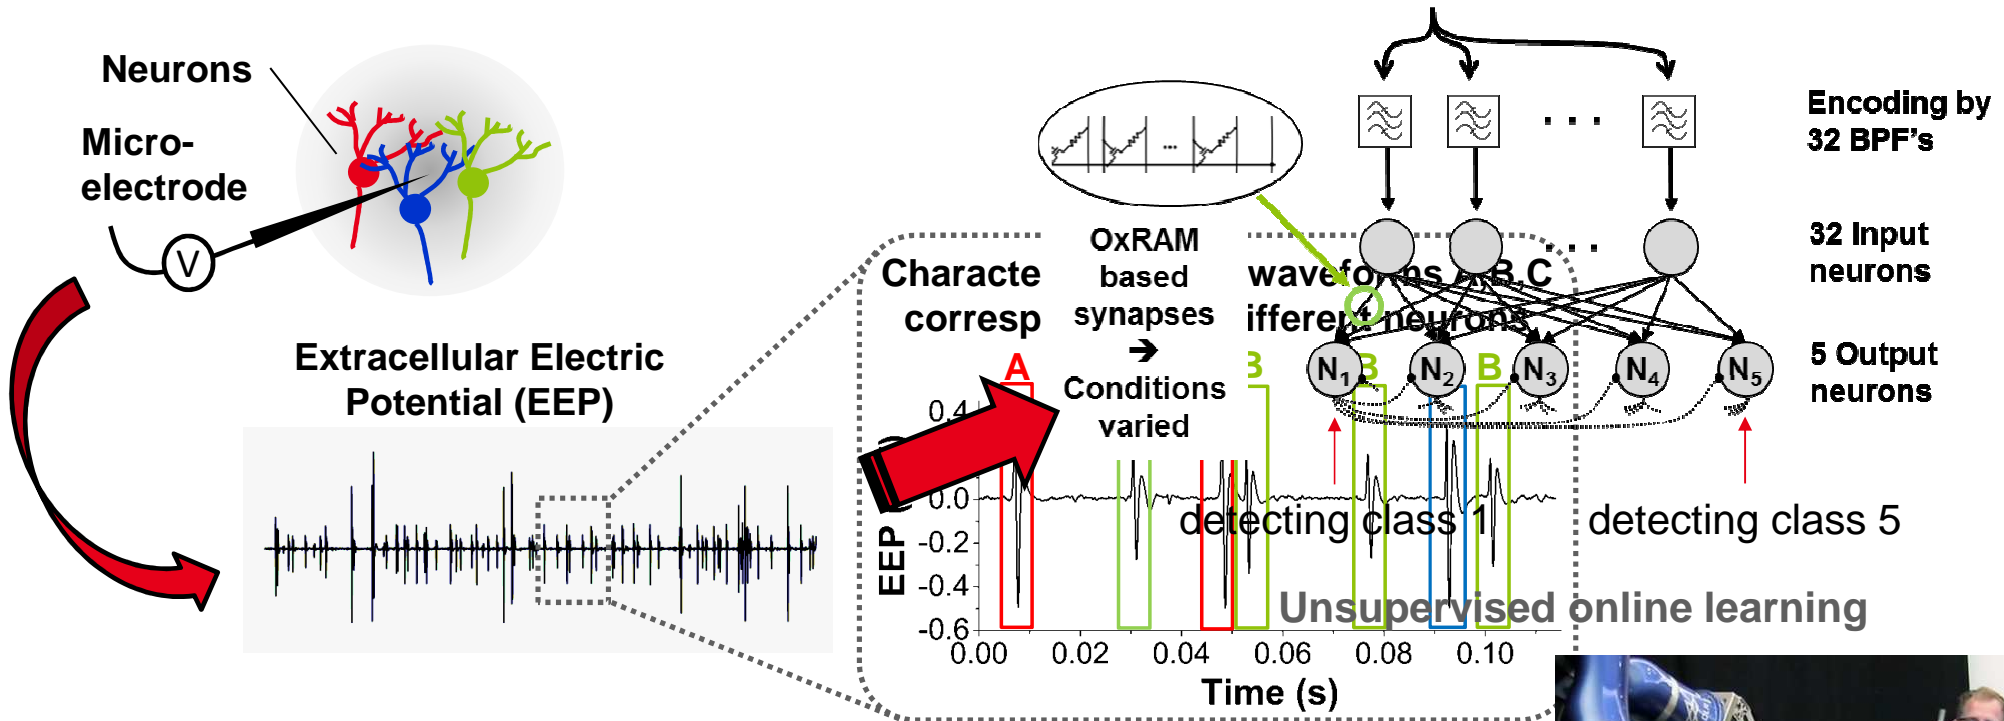 Neurons
Micro-
electrode
V
Extracellular Electric
Potential (EEP)
Encoding by
32 BPF's
...
32 Input
neurons
5 Output
neurons
OxRAM
based
synapses
➔
Conditions
varied
Characte
waveforms A,B,C
corresp
ifferent neurons
A
B
B
B
N1
N2
N3
N4
N5
0.4
0.0
-0.2
-0.4
-0.6
EEP
0.00
0.02
0.04
0.06
0.08
0.10
Time (s)
detecting class 1
detecting class 5
Unsupervised online learning